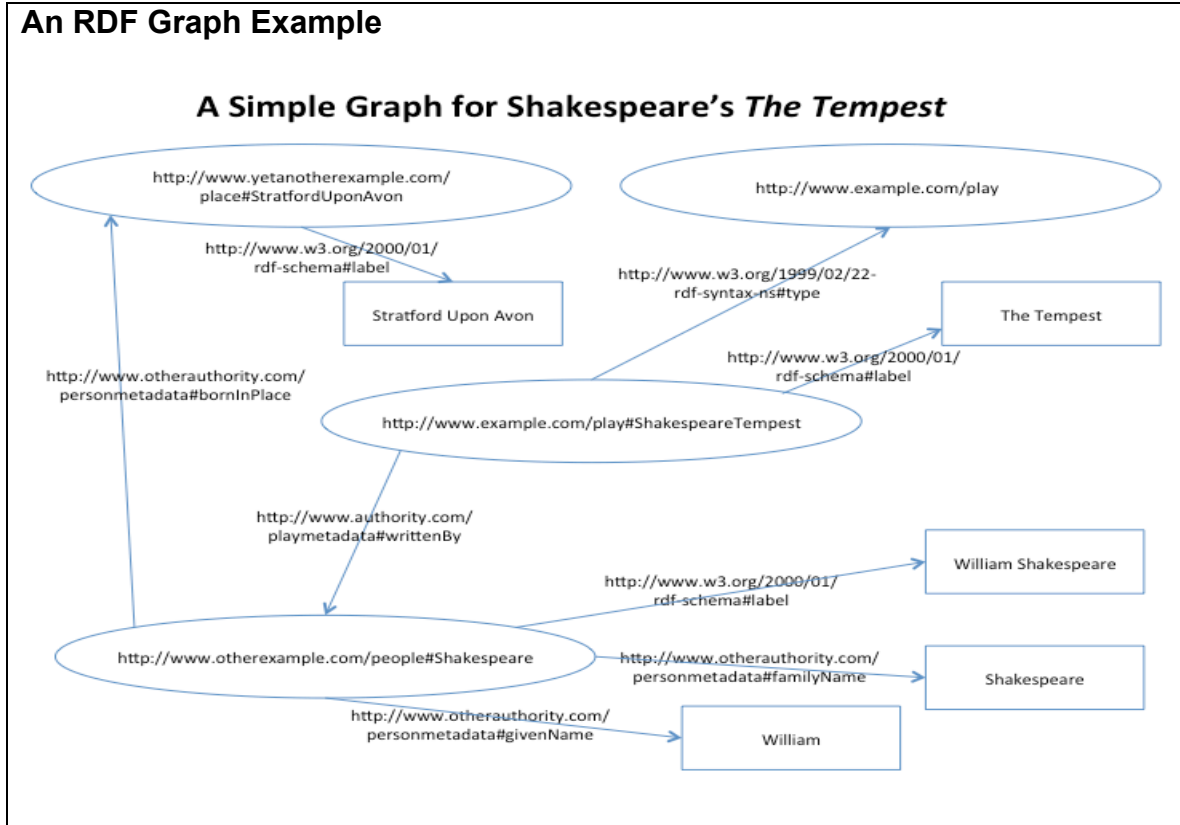 An RDF Graph Example
A Simple Graph for Shakespeare's The Tempest
http://www.yetanotherexample.com/
place#StratfordUponAvon
http://www.example.com/play
http://www.w3.org/2000/01/
rdf-schema#label
http://www.w3.org/1999/02/22-
rdf-syntax-ns#type
Stratford Upon Avon
The Tempest
http://www.w3.org/2000/01/
rdf-schema#label
http://www.otherauthority.com/
personmetadata#bornInPlace
http://www.example.com/play#ShakespeareTempest
http://www.authority.com/
playmetadata#writtenBy
William Shakespeare
http://www.w3.org/2000/01/
rdf-schema#label
http://www.otherexample.com/people#Shakespeare
http://www.otherauthority.com/
personmetadata#familyName
Shakespeare
http://www.otherauthority.com/
personmetadata#givenName
William